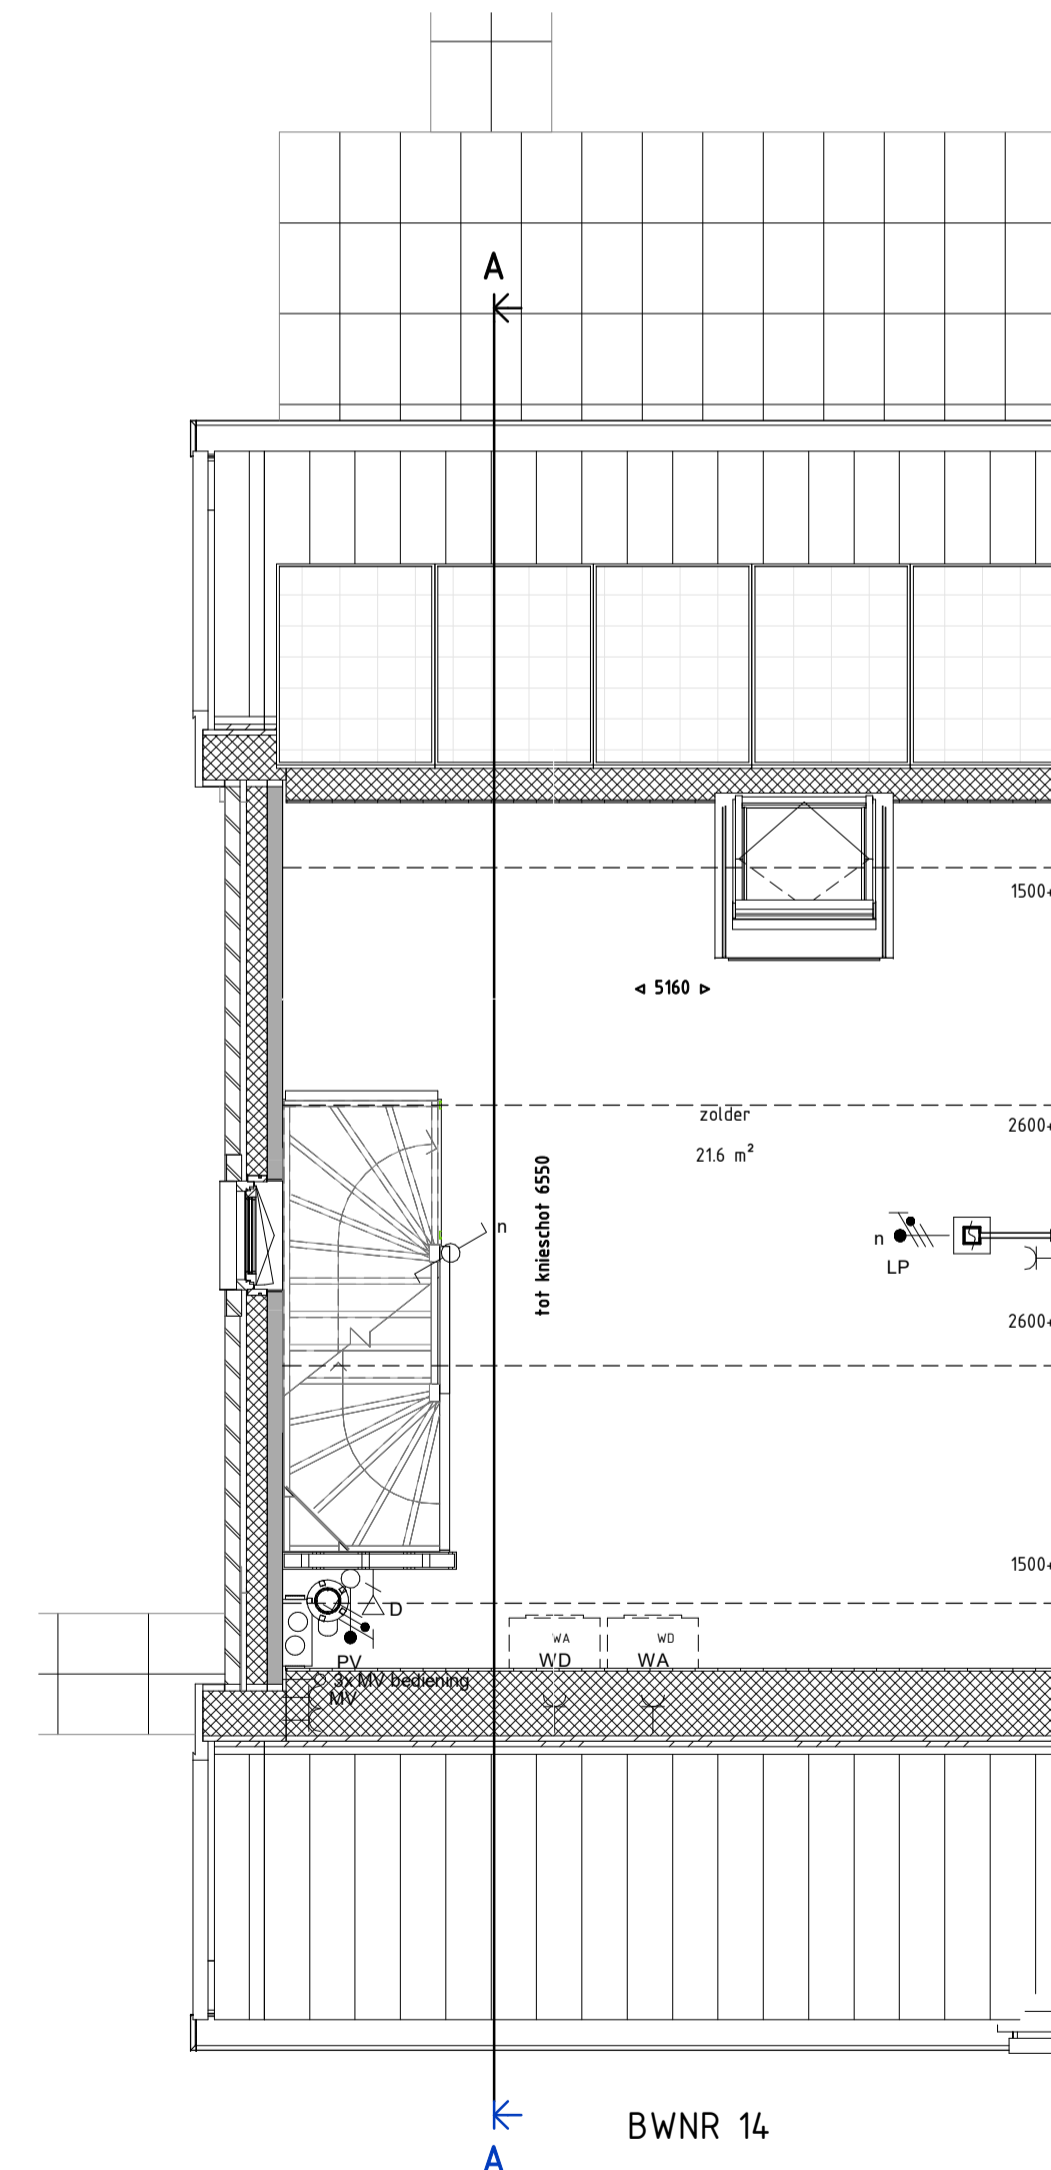 A
1500+
◁ 5160 ▷
zolder
2600+
21.6 m²
tot knieschot 6550
n
n
LP
2600+
1500+
D
WA
WD
PV
WD
WA
3x MV bediening
MV
BWNR 14
A